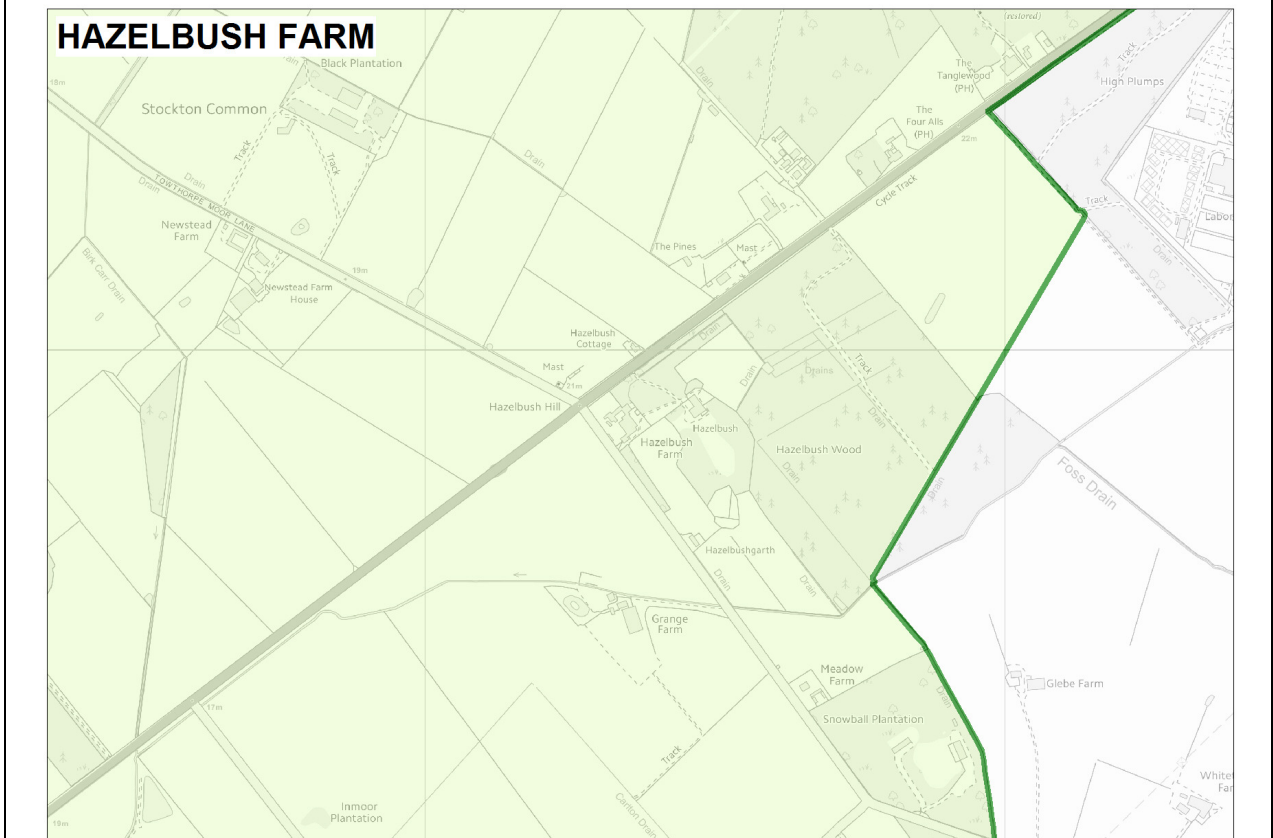 HAZELBUSH FARM
(restored)
Drain
Black Plantation
The
Tanglewood
(PH)
Track
High Plumps
18m
Stockton Common
Drain
The
Four Alls
(PH)
22m
Track
Drain
Drain
Drain
Track
TOWTHORPE MOOR LANE
Cycle Track
Track
Newstead
Farm
Drain
Birk Carr Drain
The Pines
Mast
19m
Newstead Farm
House
Hazelbush
Cottage
Drain
Mast
21m
Drain
Drains
Track
Hazelbush Hill
Drain
Hazelbush
Hazelbush
Farm
Hazelbush Wood
Drain
Foss Drain
Drain
Hazelbushgarth
Drain
Drain
Grange
Farm
Meadow
Farm
Drain
Glebe Farm
17m
Snowball Plantation
Track
Inmoor
Plantation
19m